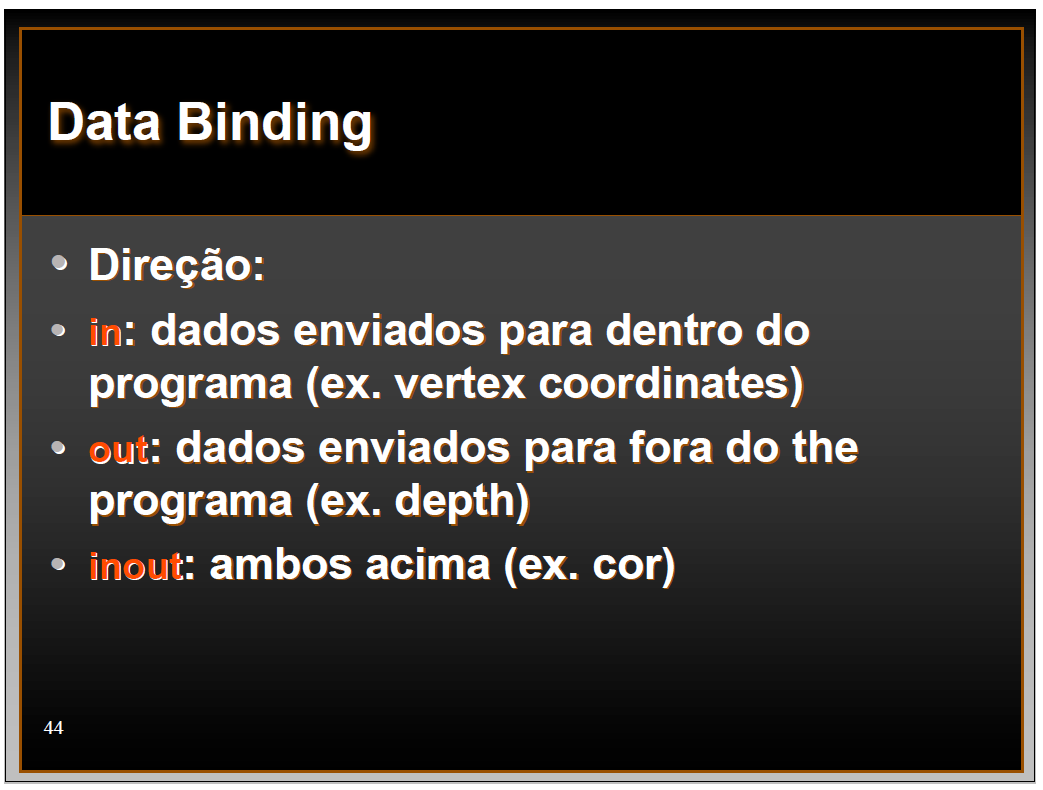 Data Binding
• Direção:
• in: dados enviados para dentro do
programa (ex. vertex coordinates)
• out: dados enviados para fora do the
programa (ex. depth)
• inout: ambos acima (ex. cor)
44